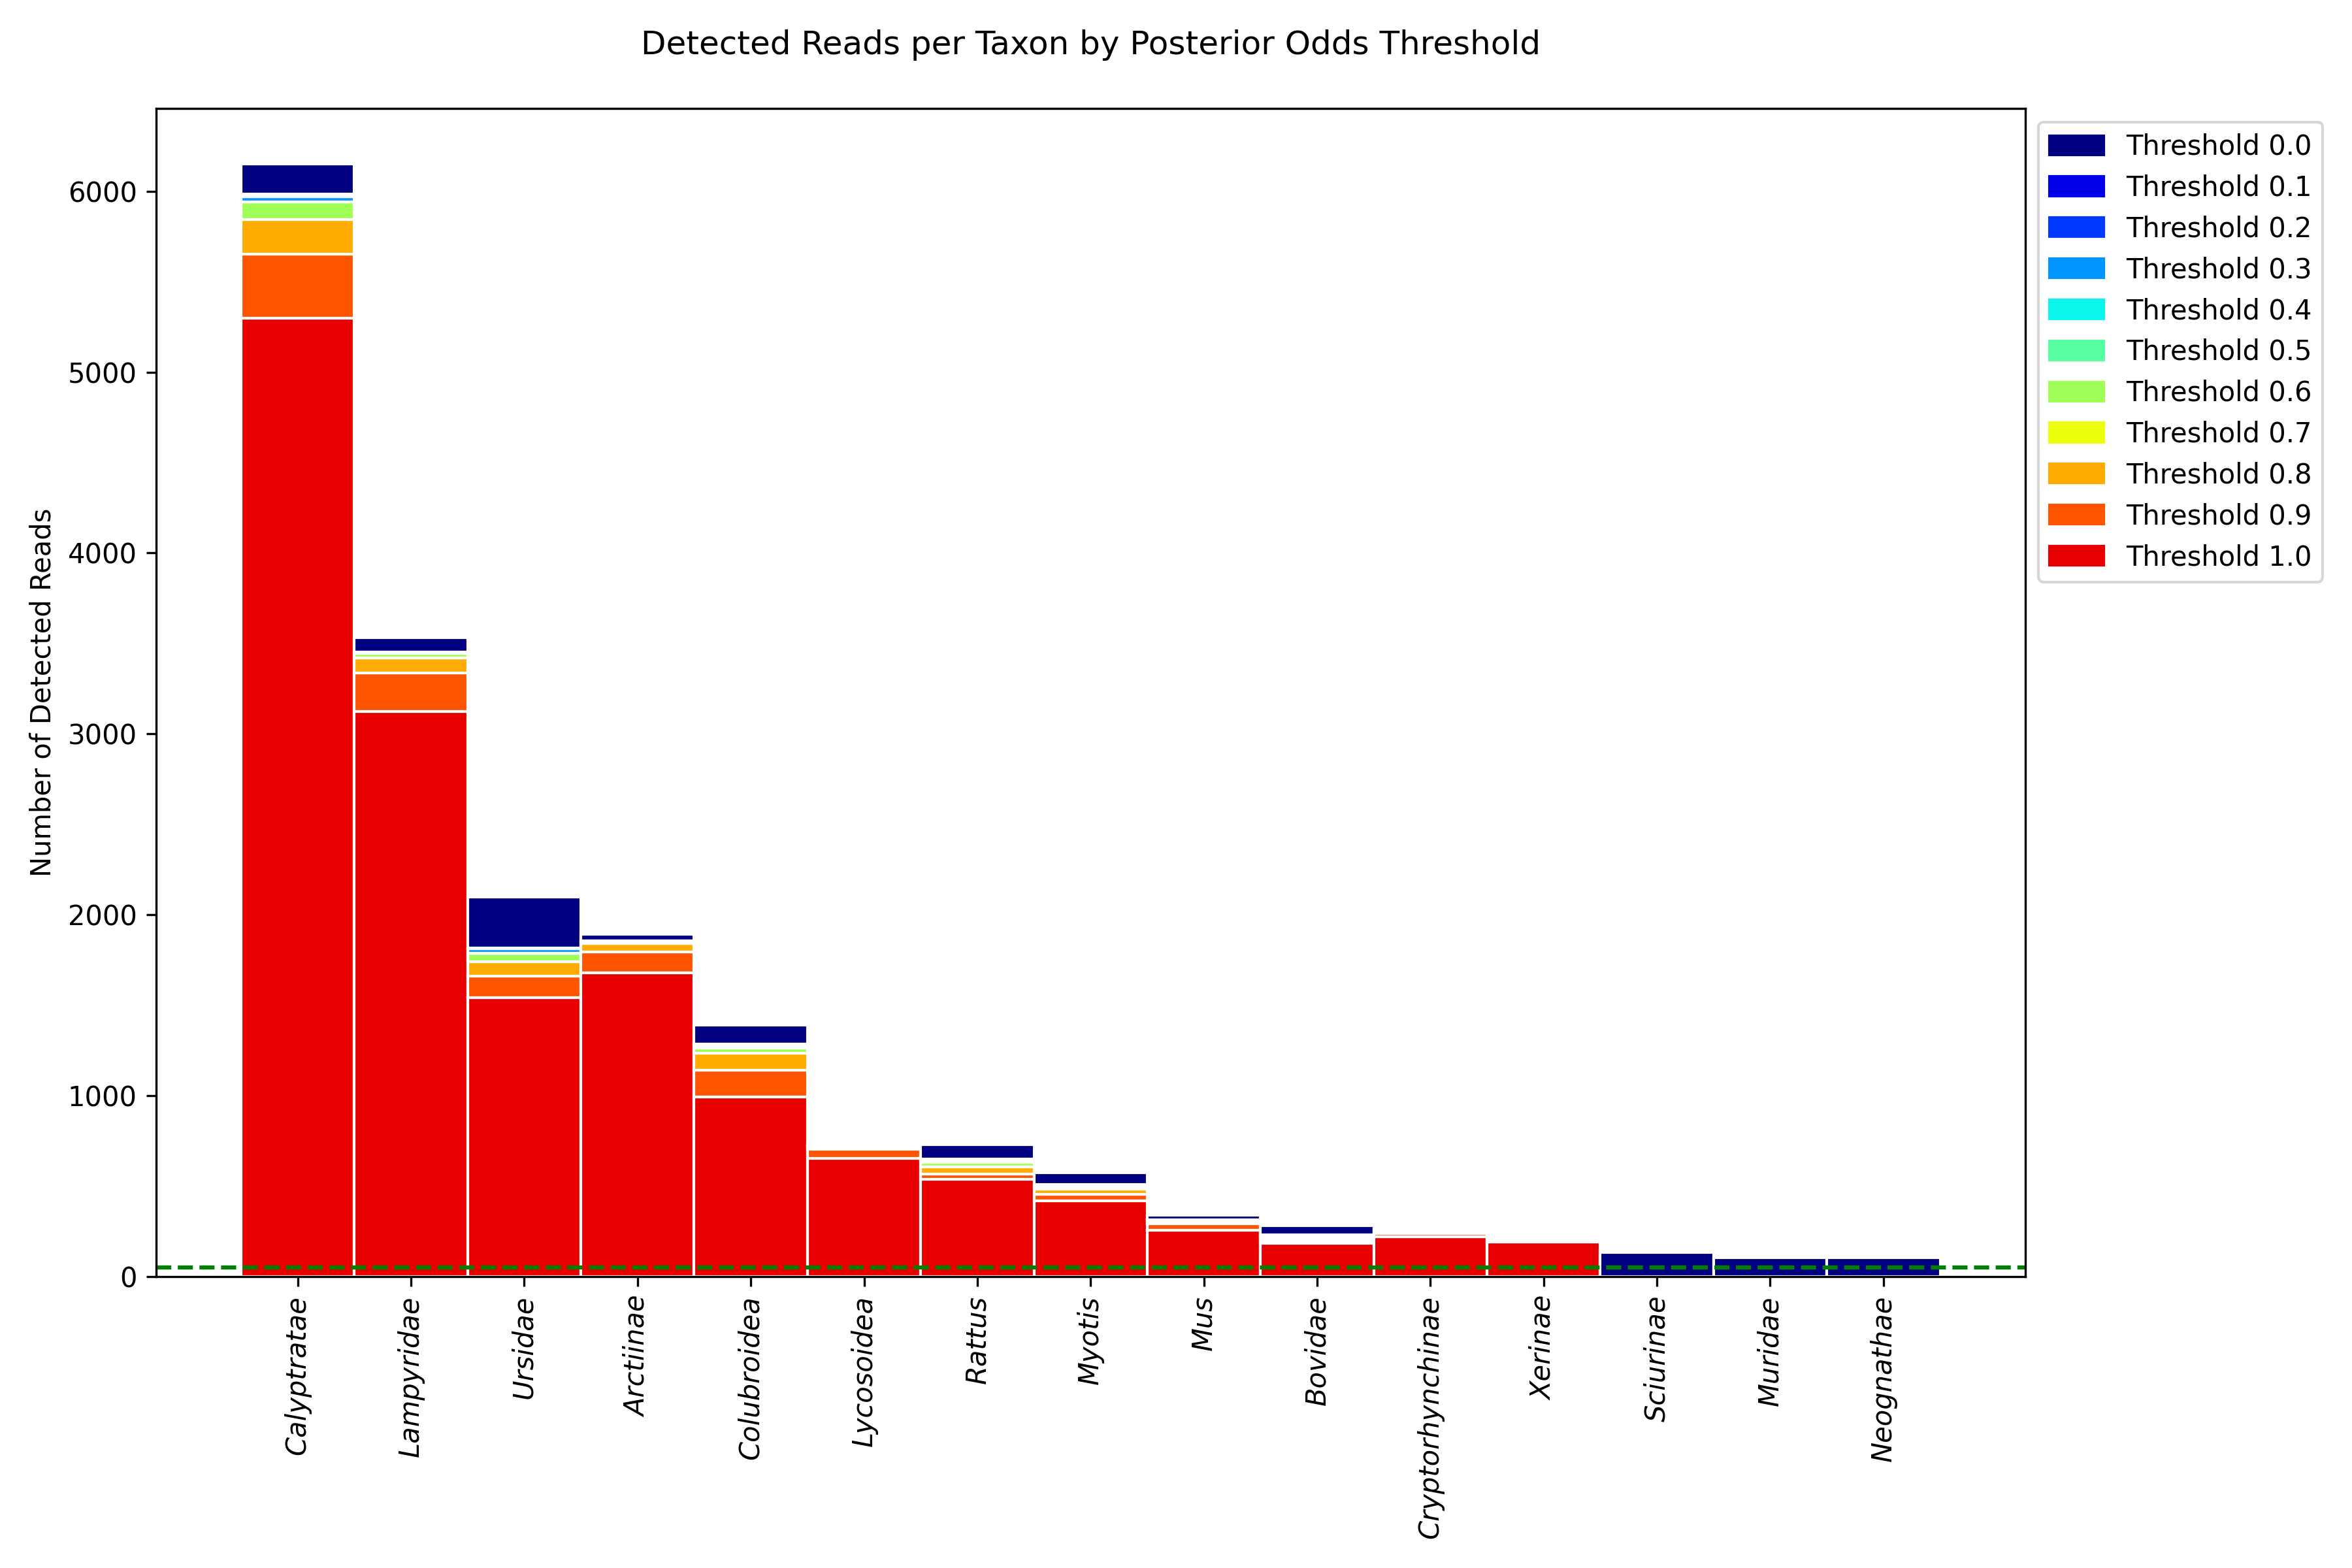 Detected Reads per Taxon by Posterior Odds Threshold
Number of Detected Reads
6000
5000
4000
3000
2000
1000
0
Calyptratae
Lampyridae
Ursidae
Arctiinae
Colubroidea
Lycosoidea
Rattus
Myotis
Mus
Bovidae
Cryptorhynchinae
Xerinae
Sciurinae
Muridae
Neognathae
Threshold 0.0
Threshold 0.1
Threshold 0.2
Threshold 0.3
Threshold 0.4
Threshold 0.5
Threshold 0.6
Threshold 0.7
Threshold 0.8
Threshold 0.9
Threshold 1.0